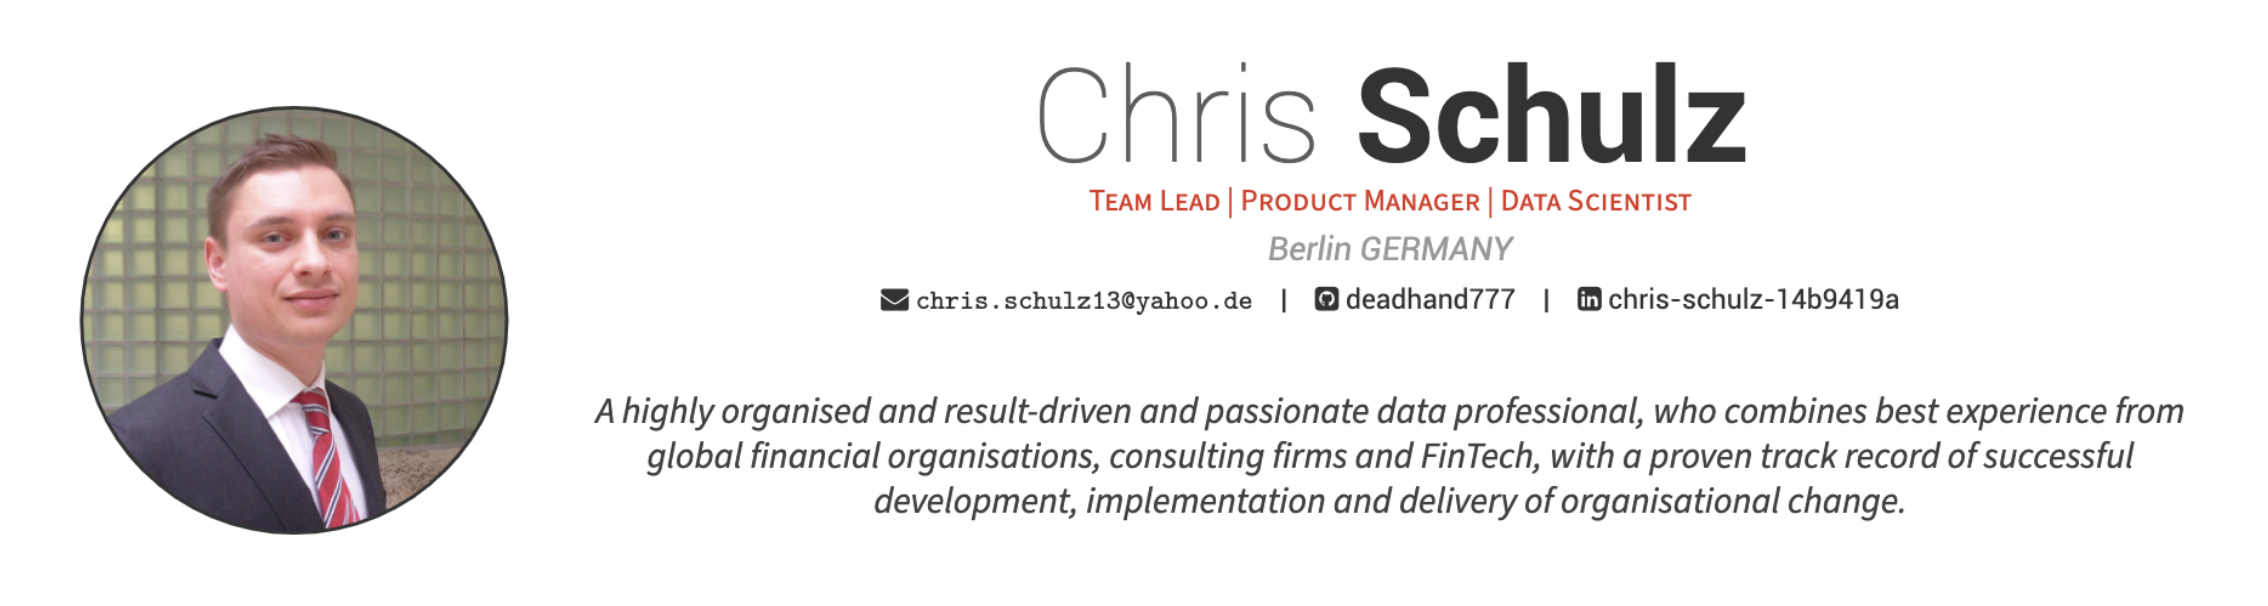 Chris Schulz
Team Lead | Product Manager | Data Scientist
Berlin GERMANY
chris.schulz13@yahoo.de | deadhand777 | chris-schulz-14b9419a
A highly organised and result-driven and passionate data professional, who combines best experience from
global financial organisations, consulting firms and FinTech, with a proven track record of successful
development, implementation and delivery of organisational change.